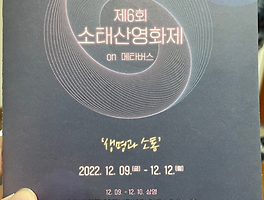 제6회
소태산영화제
on 메타버스
'생명과 소통'
2022. 12. 09.(금) - 12. 12.(월)
12. 09. - 12. 10. 상영